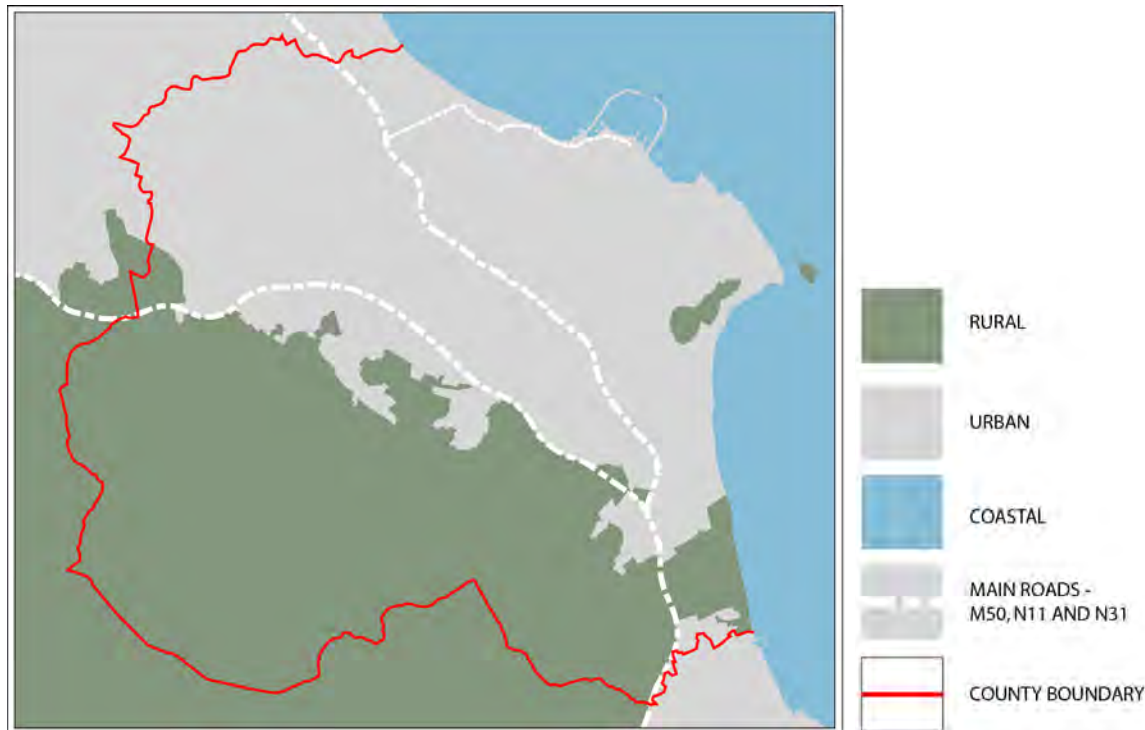 RURAL
URBAN
COASTAL
MAIN ROADS -
M50, N11 AND N31
COUNTY BOUNDARY